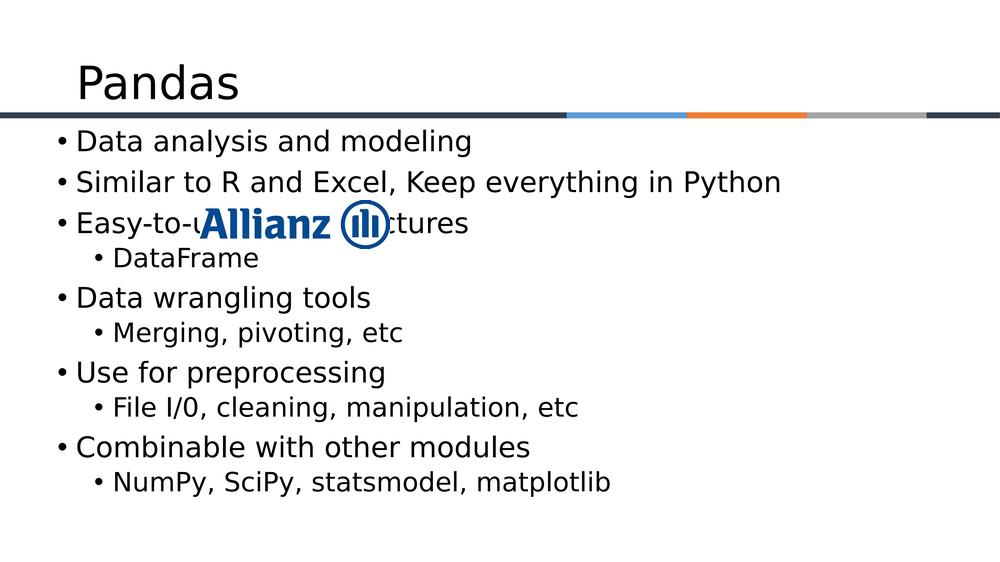 Pandas
• Data analysis and modeling
• Similar to R and Excel, Keep everything in Python
• Easy-to- Allianz
• DataFrame
• Data wrangling tools
• Merging, pivoting, etc
• Use for preprocessing
• File I/0, cleaning, manipulation, etc
• Combinable with other modules
• NumPy, SciPy, statsmodel, matplotlib